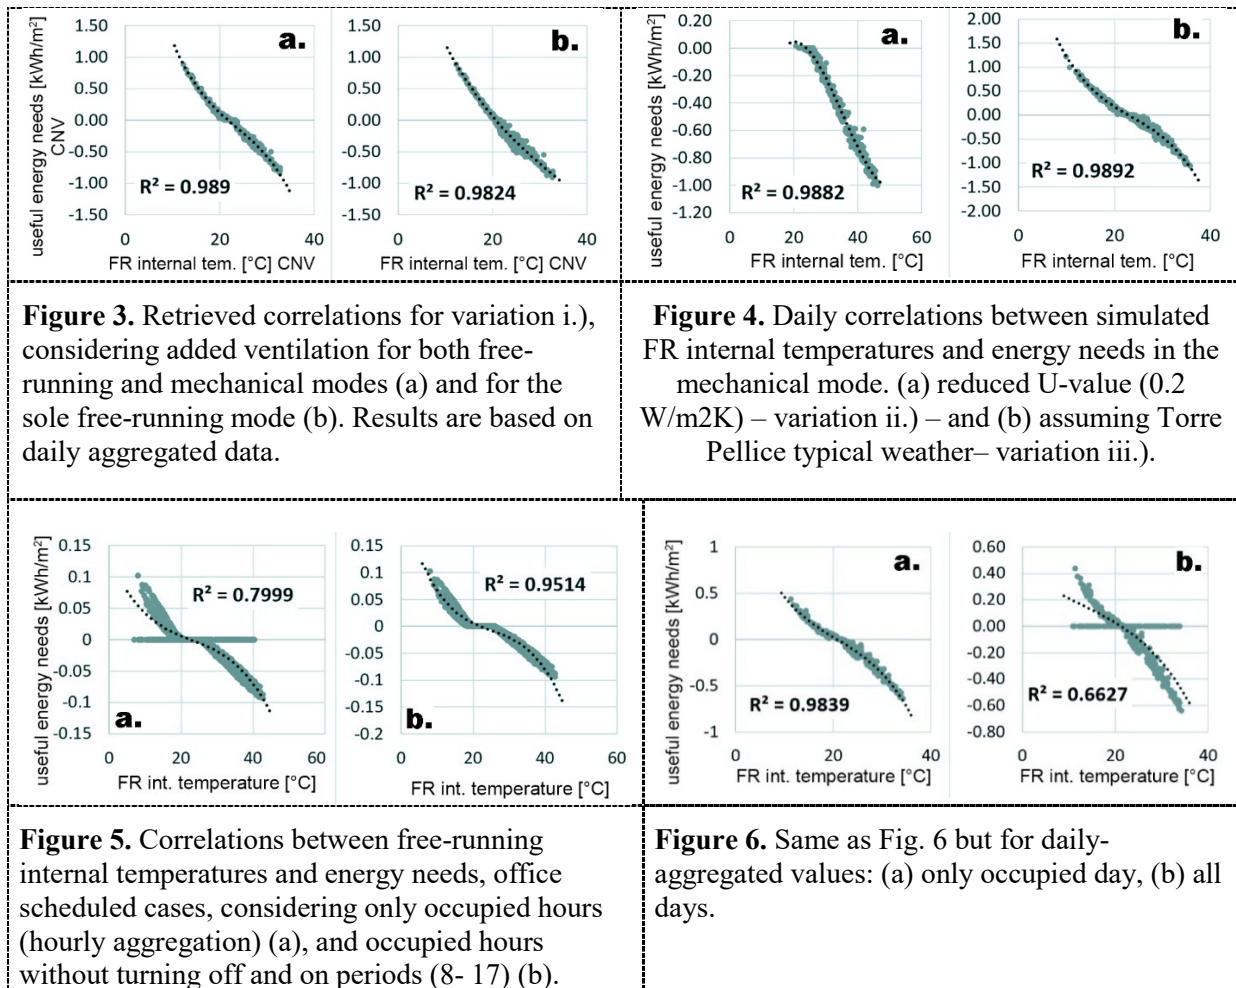 useful energy needs [kWh/m²]
CNV
1.50
1.00
0.50
0.00
-0.50
-1.00
-1.50
a.
R² = 0.989
0
20
40
FR internal tem. [°C] CNV
1.50
1.00
0.50
0.00
-0.50
-1.00
-1.50
b.
R² = 0.9824
0
20
40
FR internal tem. [°C] CNV
useful energy needs [kWh/m²]
0.20
0.00
-0.20
-0.40
-0.60
-0.80
-1.00
-1.20
a.
R² = 0.9882
0
20
40
60
FR internal tem. [°C]
2.00
1.50
1.00
0.50
0.00
-0.50
-1.00
-1.50
-2.00
b.
R² = 0.9892
0
20
40
FR internal tem. [°C]
Figure 3. Retrieved correlations for variation i.),
considering added ventilation for both free-
running and mechanical modes (a) and for the
sole free-running mode (b). Results are based on
daily aggregated data.
Figure 4. Daily correlations between simulated
FR internal temperatures and energy needs in the
mechanical mode. (a) reduced U-value (0.2
W/m2K) – variation ii.) – and (b) assuming Torre
Pellice typical weather– variation iii.).
useful energy needs [kWh/m²]
0.15
0.1
0.05
0
-0.05
-0.1
-0.15
R² = 0.7999
a.
0
20
40
60
FR int. temperature [°C]
0.15
0.1
0.05
0
-0.05
-0.1
-0.15
-0.2
R² = 0.9514
b.
0
20
40
60
FR int. temperature [°C]
useful energy needs [kWh/m²]
1
0.5
0
-0.5
-1
a.
R² = 0.9839
0
20
40
FR int. temperature [°C]
0.60
0.40
0.20
0.00
-0.20
-0.40
-0.60
-0.80
b.
R² = 0.6627
0
20
40
FR int. temperature [°C]
Figure 5. Correlations between free-running
internal temperatures and energy needs, office
scheduled cases, considering only occupied hours
(hourly aggregation) (a), and occupied hours
without turning off and on periods (8- 17) (b).
Figure 6. Same as Fig. 6 but for daily-
aggregated values: (a) only occupied day, (b) all
days.